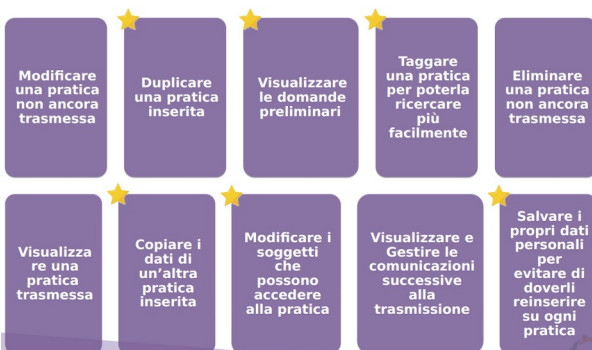 Modificare
una pratica
non ancora
trasmessa
Duplicare
una pratica
inserita
Visualizzare
le domande
preliminari
Taggare
una pratica
per poterla
ricercare
più
facilmente
Eliminare
una pratica
non ancora
trasmessa
Visualizza
re una
pratica
trasmessa
Copiare i
dati di
un'altra
pratica
inserita
Modificare i
soggetti
che
possono
accedere
alla pratica
Visualizzare e
Gestire le
comunicazioni
successive
alla
trasmissione
Salvare i
propri dati
personali
per
evitare di
doverli
reinserire
su ogni
pratica